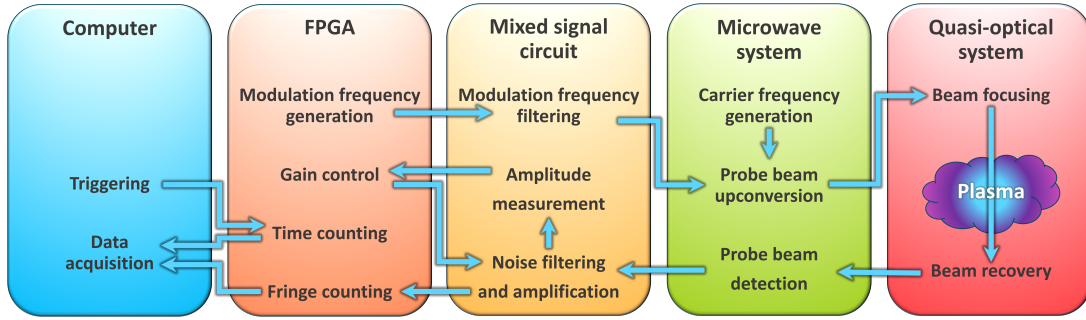 Computer
Triggering
Data
acquisition
FPGA
Modulation frequency
generation
Gain control
Time counting
Fringe counting
Mixed signal
circuit
Modulation frequency
filtering
Amplitude
measurement
Noise filtering
and amplification
Microwave
system
Carrier frequency
generation
Probe beam
upconversion
Probe beam
detection
Quasi-optical
system
Beam focusing
Plasma
Beam recovery